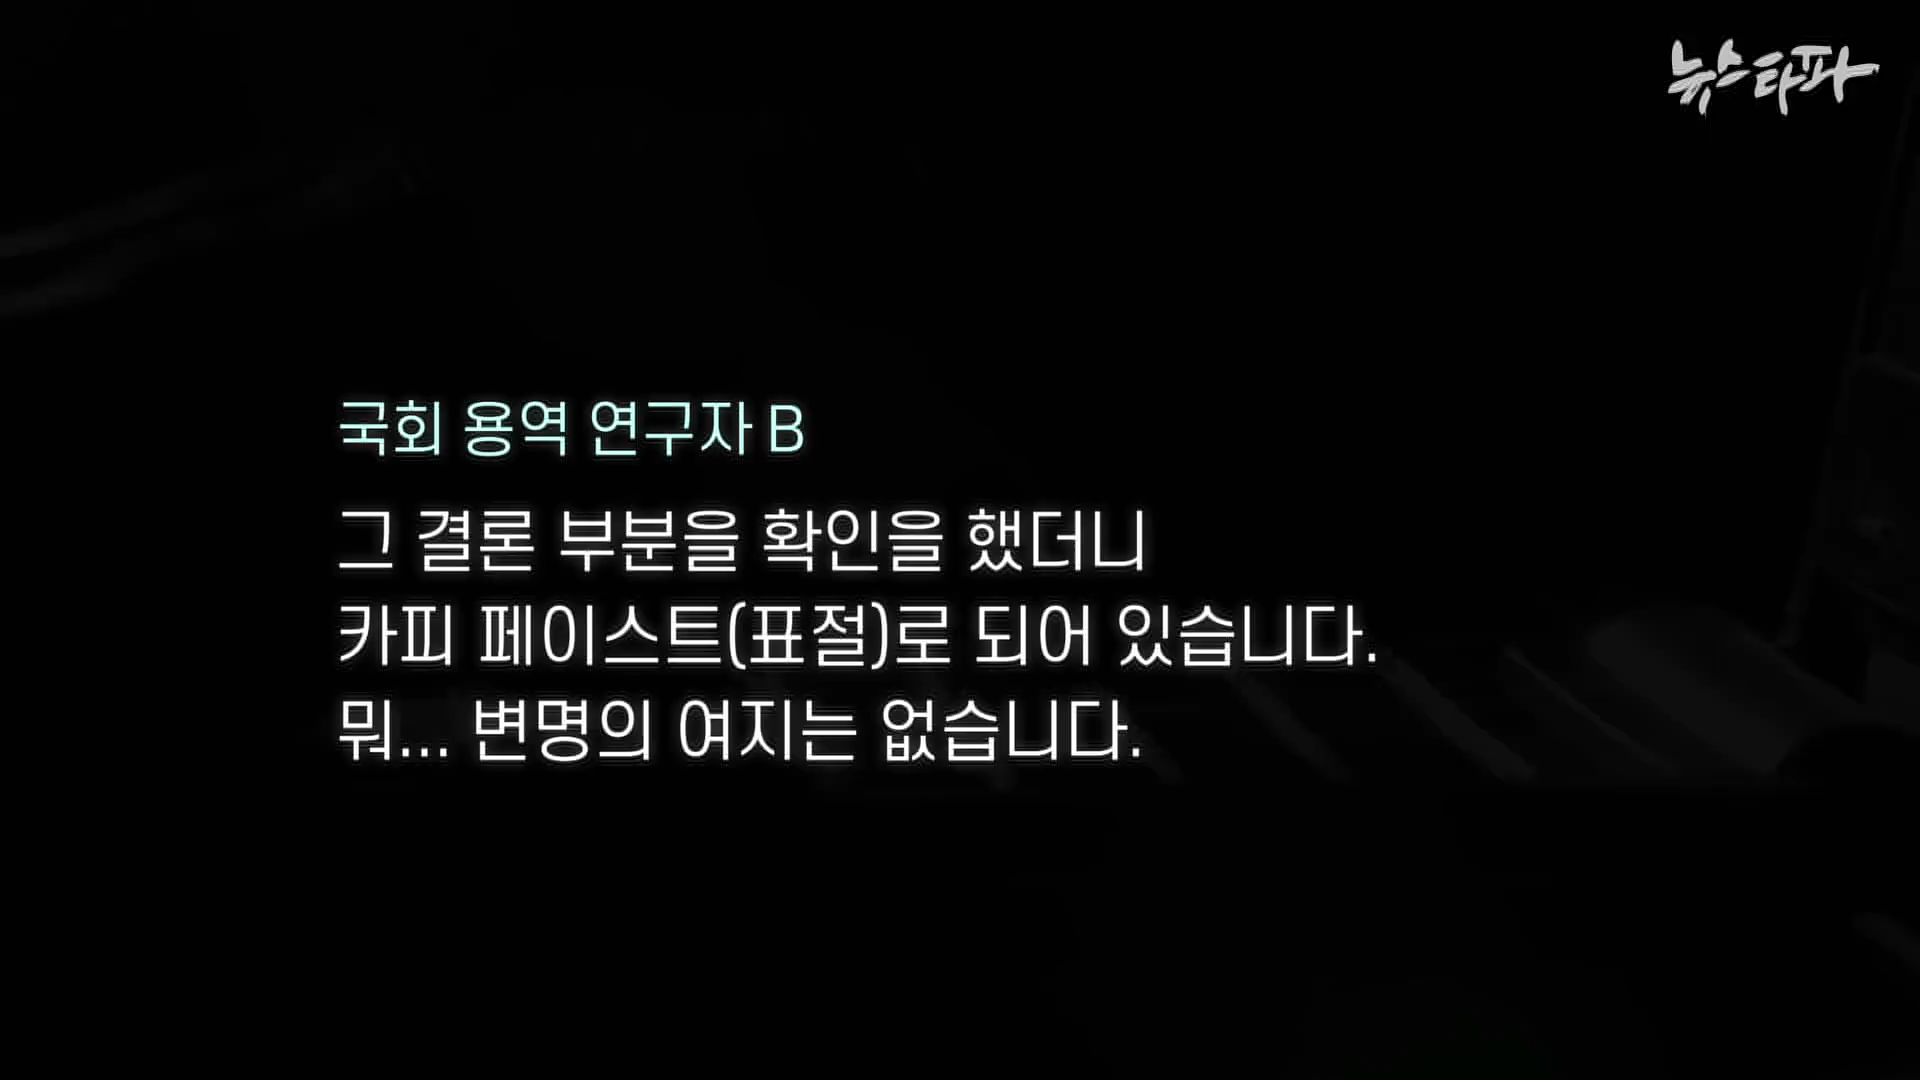 뉴스타파
국회 용역 연구자 B
그 결론 부분을 확인을 했더니
카피 페이스트(표절)로 되어 있습니다.
뭐... 변명의 여지는 없습니다.